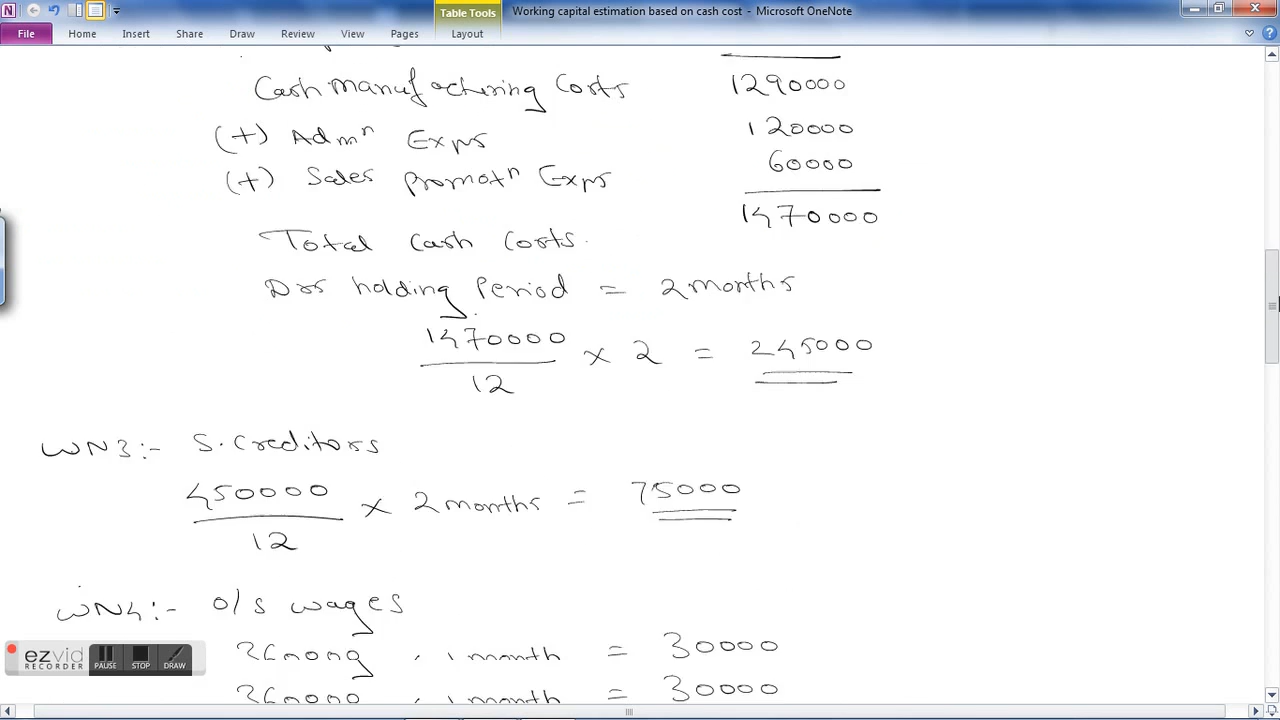 Table Tools
Working capital estimation based on cash cost - Microsoft OneNote
File Home Insert Share Draw Review View Pages Layout
Cash Manufacturing Costs 1290000
(+) Admn Exps 120000
(+) Sales promotn Exps 60000
1470000
Total Cash Costs
Drs holding Period = 2 months
1470000
12
× 2 = 245000
WN3:- S. Creditors
450000
12
× 2 months = 75000
WN4:- o/s wages
360000 , 1 month = 30000
360000 , 1 month = 30000
ezvid
RECORDER
PAUSE STOP DRAW